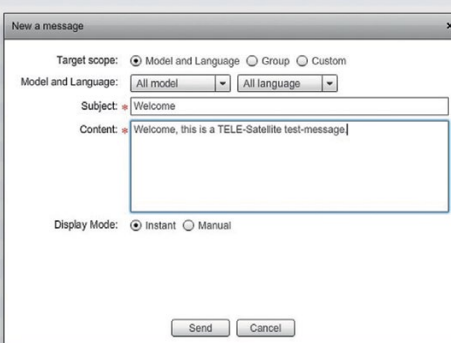 New a message ×
Target scope: Model and Language Group Custom
Model and Language: All model All language
Subject: * Welcome
Content: * Welcome, this is a TELE-Satellite test-message.
Display Mode: Instant Manual
Send Cancel